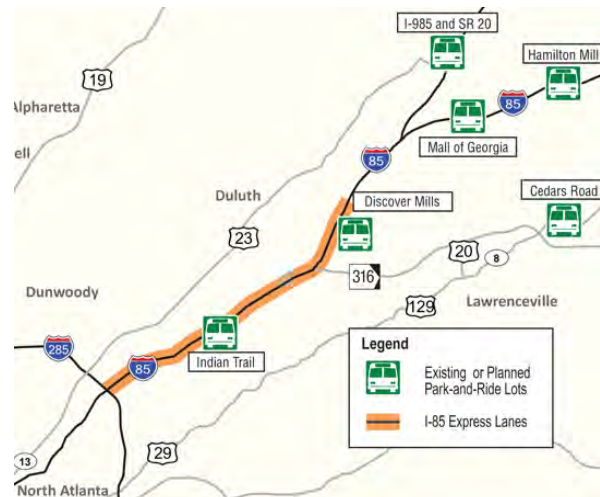 I-985 and SR 20
Hamilton Mill
19
Alpharetta
ell
85
85
Mall of Georgia
Cedars Road
Duluth
Discover Mills
23
20
8
316
Dunwoody
129
Lawrenceville
285
Indian Trail
85
Legend
Existing or Planned
Park-and-Ride Lots
I-85 Express Lanes
29
13
North Atlanta